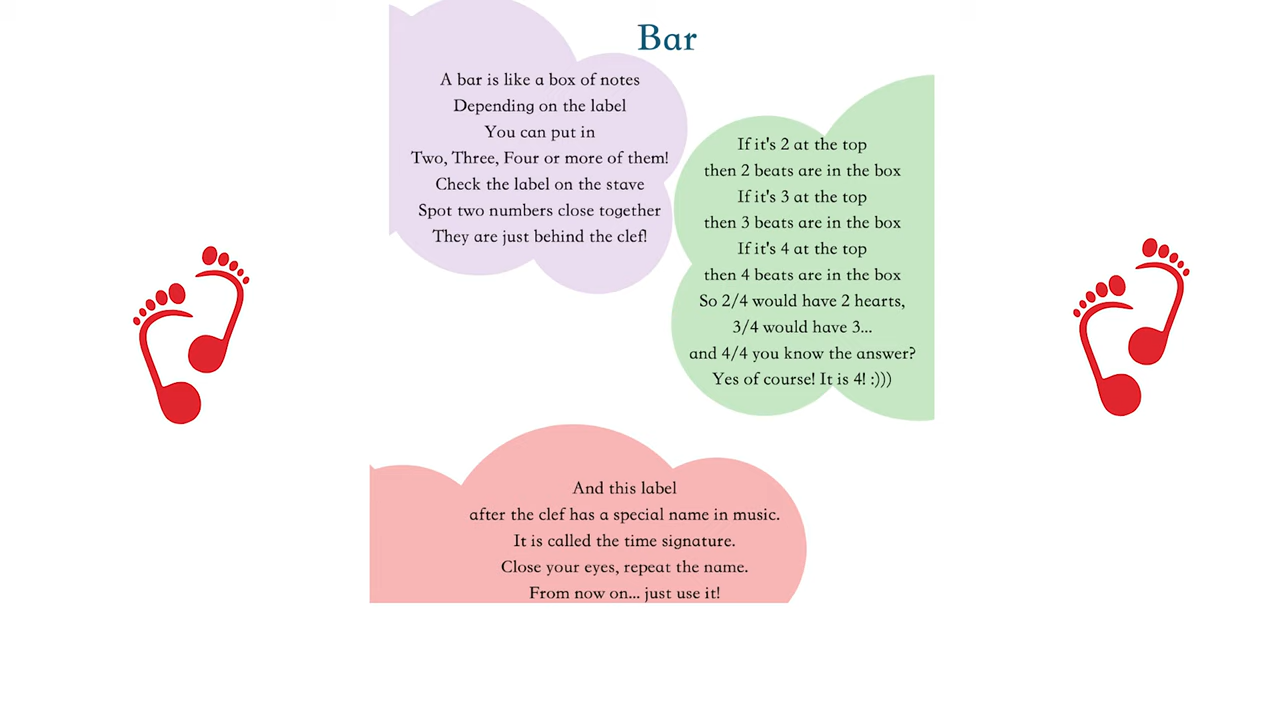 Bar
A bar is like a box of notes
Depending on the label
You can put in
Two, Three, Four or more of them!
Check the label on the stave
Spot two numbers close together
They are just behind the clef!
If it's 2 at the top
then 2 beats are in the box
If it's 3 at the top
then 3 beats are in the box
If it's 4 at the top
then 4 beats are in the box
So 2/4 would have 2 hearts,
3/4 would have 3...
and 4/4 you know the answer?
Yes of course! It is 4! :)))
And this label
after the clef has a special name in music.
It is called the time signature.
Close your eyes, repeat the name.
From now on... just use it!